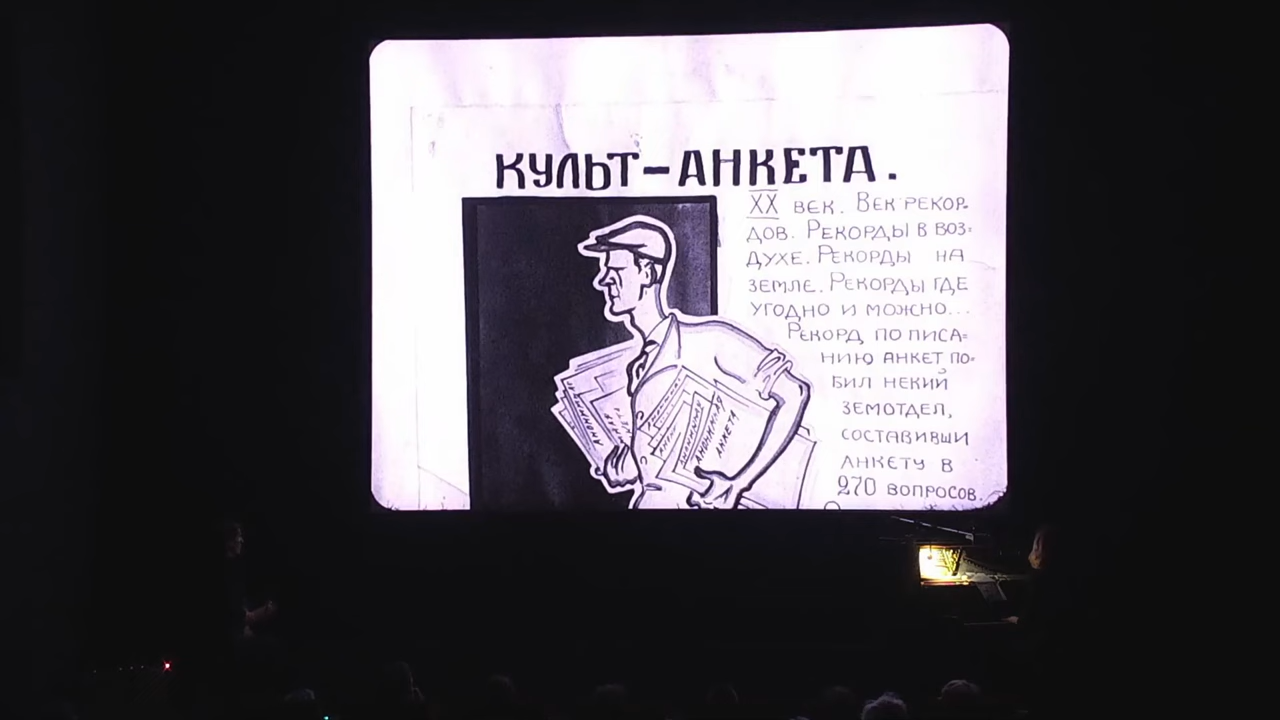 КУЛЬТ-АНКЕТА.
XX ВЕК. ВЕК РЕКОР-
ДОВ. РЕКОРДЫ В ВОЗ=
ДУХЕ. РЕКОРДЫ НА
ЗЕМЛЕ. РЕКОРДЫ ГДЕ
УГОДНО И МОЖНО...
РЕКОРД ПО ПИСА=
НИЮ АНКЕТ ПО-
БИЛ НЕКИЙ
ЗЕМОТДЕЛ,
СОСТАВИВШИ
АНКЕТУ В
270 ВОПРОСОВ.
АНКЕТА